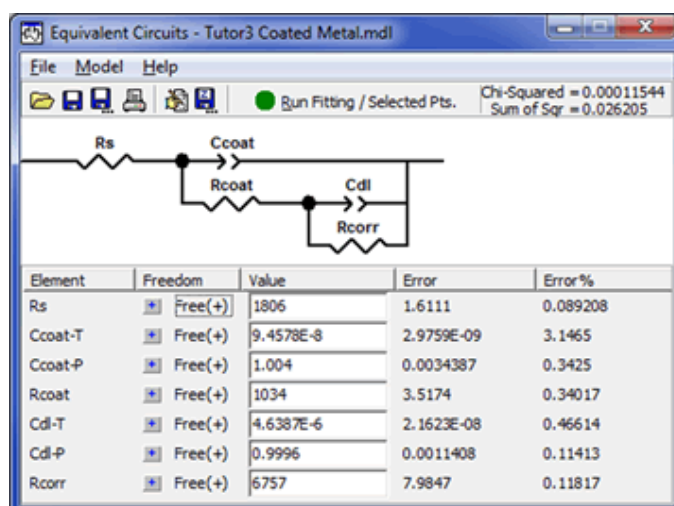 Equivalent Circuits - Tutor3 Coated Metal.mdl
File Model Help
Run Fitting / Selected Pts. Chi-Squared =0.00011544
Sum of Sqr =0.026205
Rs Ccoat
Rcoat Cdl
Rcorr
Element Freedom Value Error Error%
Rs + Free(+) 1806 1.6111 0.089208
Ccoat-T + Free(+) 9.4578E-8 2.9759E-09 3.1465
Ccoat-P + Free(+) 1.004 0.0034387 0.3425
Rcoat + Free(+) 1034 3.5174 0.34017
Cdl-T + Free(+) 4.6387E-6 2.1623E-08 0.46614
Cdl-P + Free(+) 0.9996 0.0011408 0.11413
Rcorr + Free(+) 6757 7.9847 0.11817